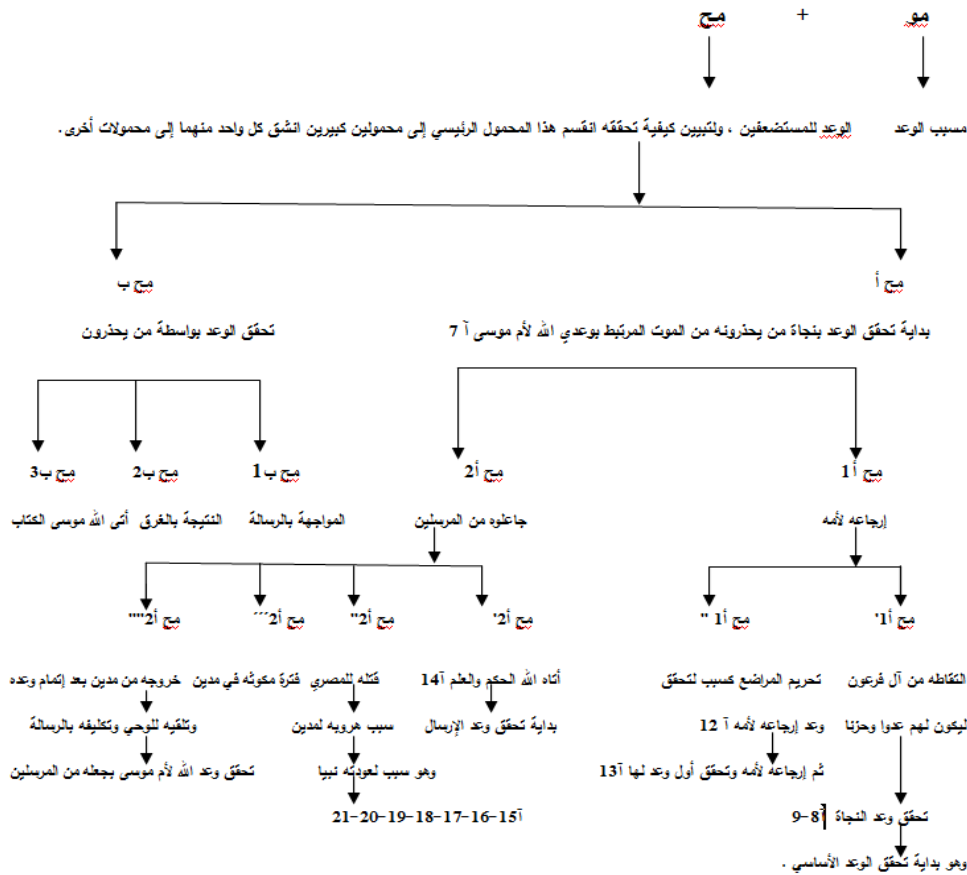 مو + مح
مسبب الوعد الوعد للمستضعفين ، ولتبيين كيفية تحققه انقسم هذا المحمول الرئيسي إلى محمولين كبيرين انشق كل واحد منهما إلى محمولات أخرى .
مح أ مح ب
بداية تحقق الوعد بنجاة من يحذرونه من الموت المرتبط بوعدي الله لأم موسى آ 7 تحقق الوعد بواسطة من يحذرون
مح أ1 مح أ2 مح ب1 مح ب2 مح ب3
إرجاعه لأمه جاعلوه من المرسلين المواجهة بالرسالة النتيجة بالغرق أتى الله موسى الكتاب
مح أ1' مح أ1 " مح أ2' مح أ2" مح أ2´´´ مح أ2""
التقاطه من آل فرعون تحريم المراضع كسبب لتحقق أتاه الله الحكم والعلم آ14 قتله للمصري فترة مكوثه في مدين خروجه من مدين بعد إتمام وعده
ليكون لهم عدوا وحزنا وعد إرجاعه لأمه آ 12 بداية تحقق وعد الإرسال سبب هروبه لمدين وتلقيه للوحي وتكليفه بالرسالة
ثم إرجاعه لأمه وتحقق أول وعد لها آ13 وهو سبب لعودته نبيا تحقق وعد الله لأم موسى بجعله من المرسلين
تحقق وعد النجاة آ8-9 آ15-16-17-18-19-20-21
وهو بداية تحقق الوعد الأساسي .